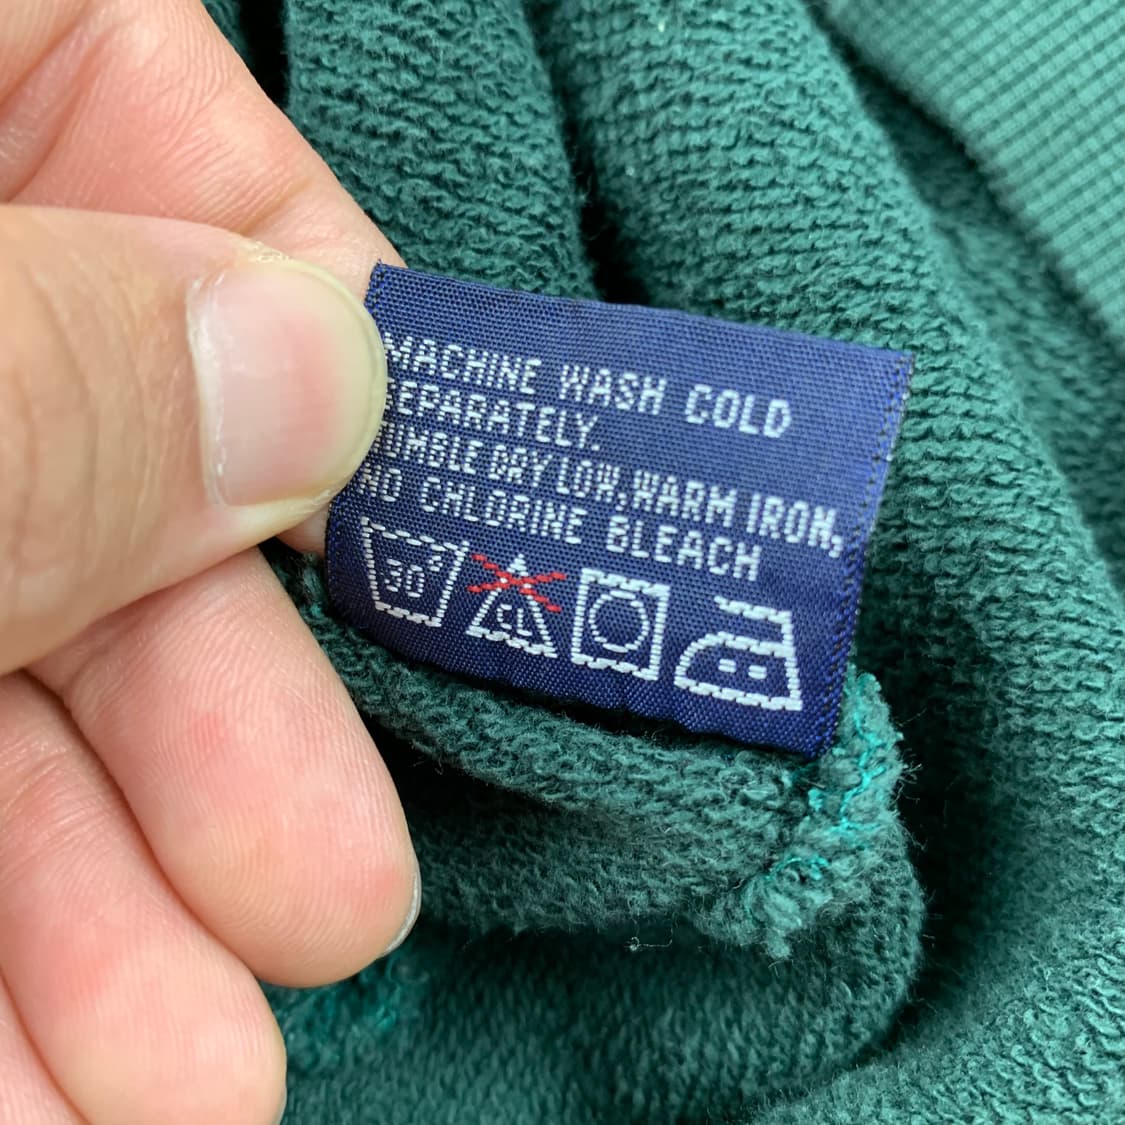 MACHINE WASH COLD
SEPARATELY.
TUMBLE DRY LOW. WARM IRON,
NO CHLORINE BLEACH
30°
CL